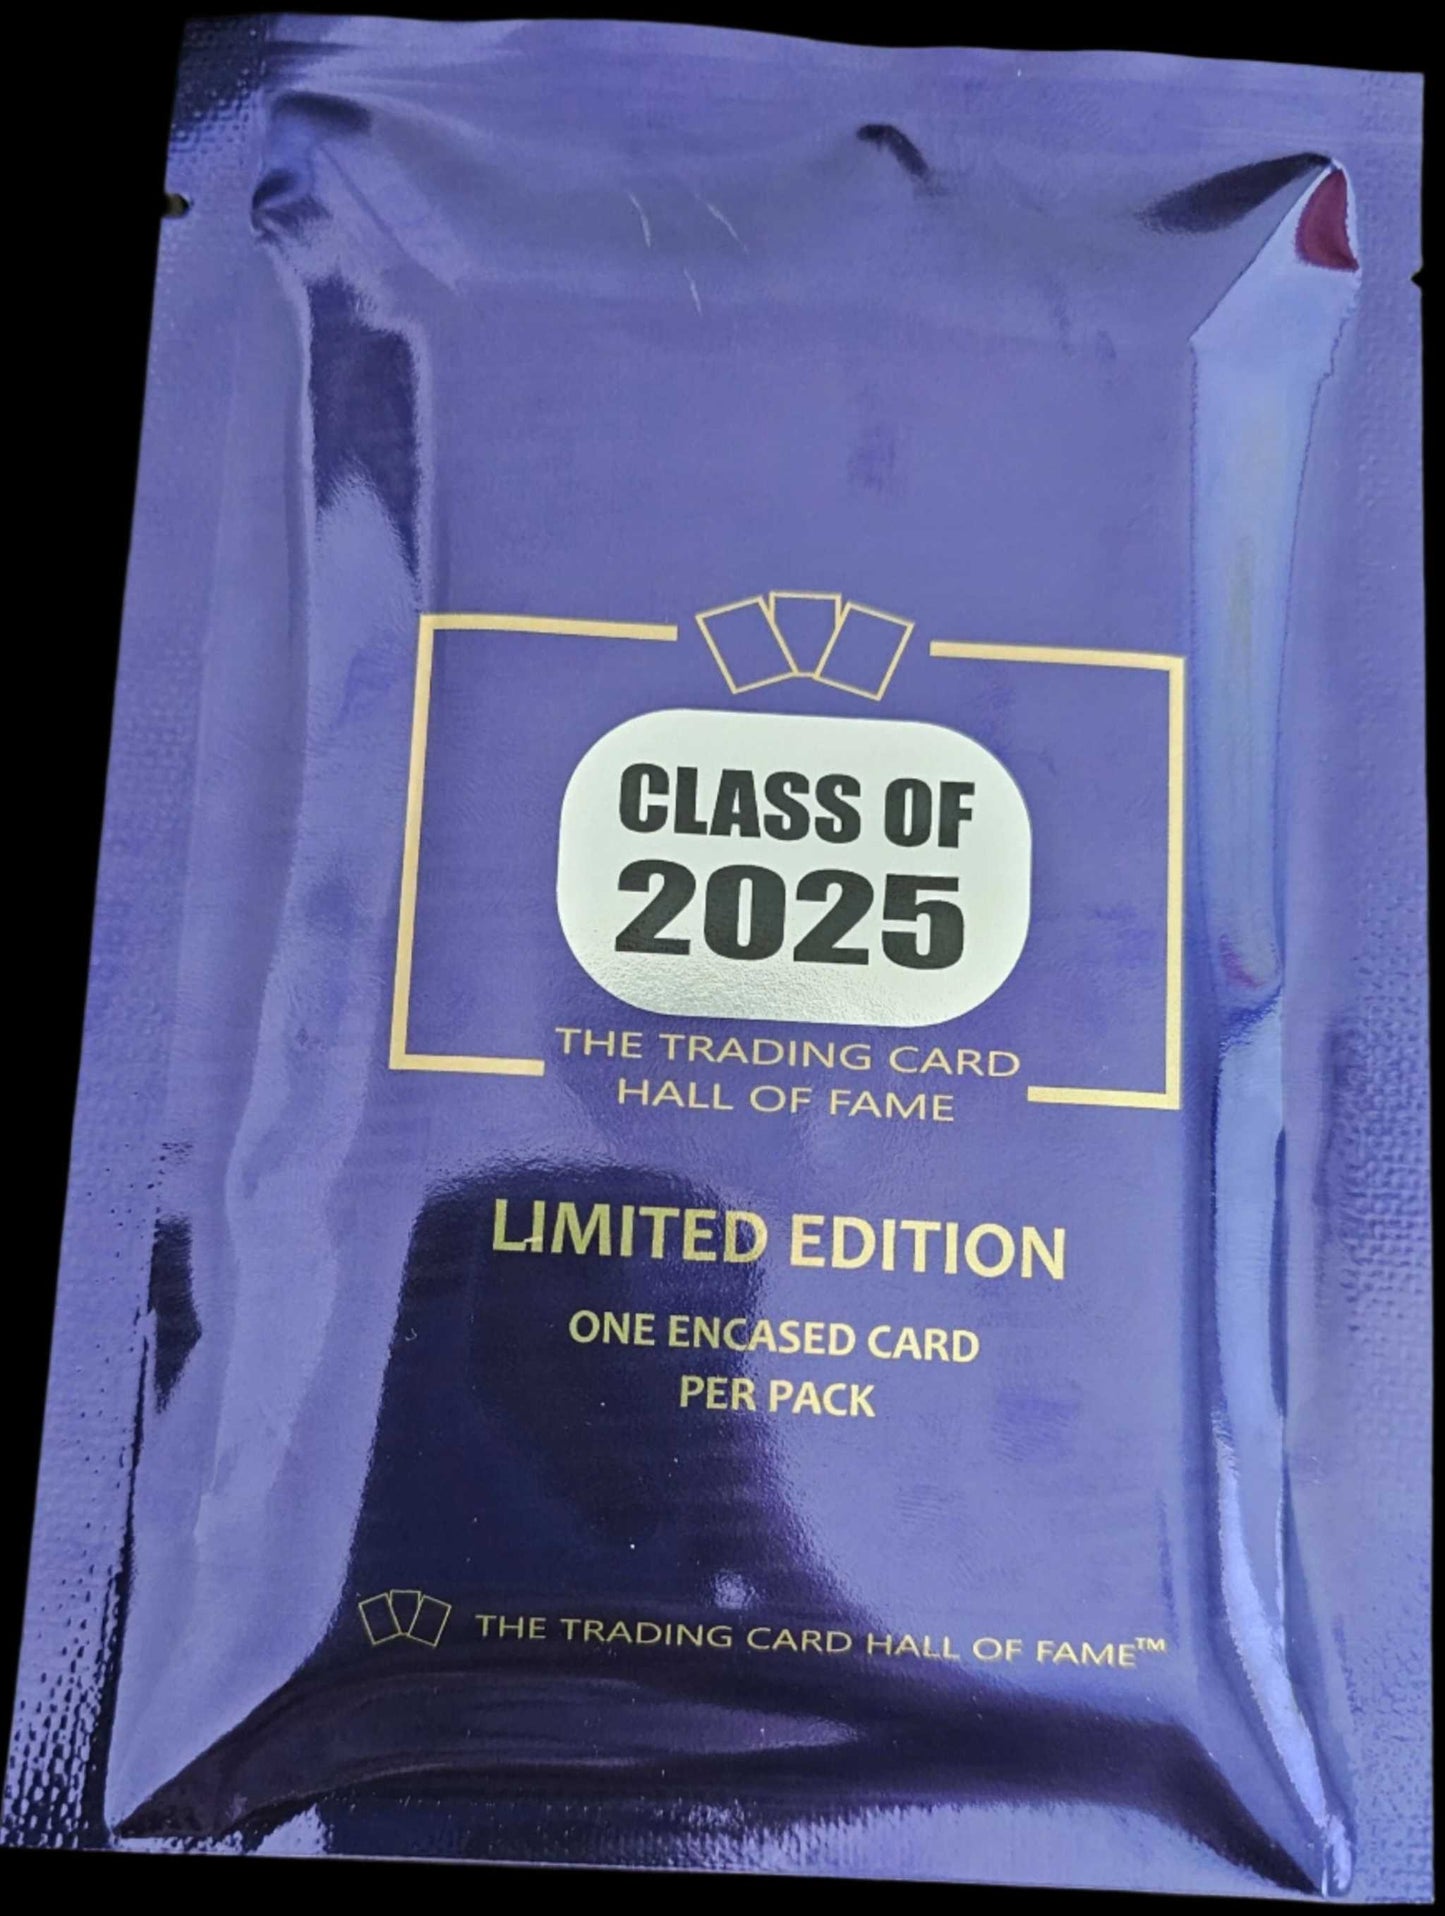 CLASS OF
2025
THE TRADING CARD
HALL OF FAME
LIMITED EDITION
ONE ENCASED CARD
PER PACK
THE TRADING CARD HALL OF FAME™